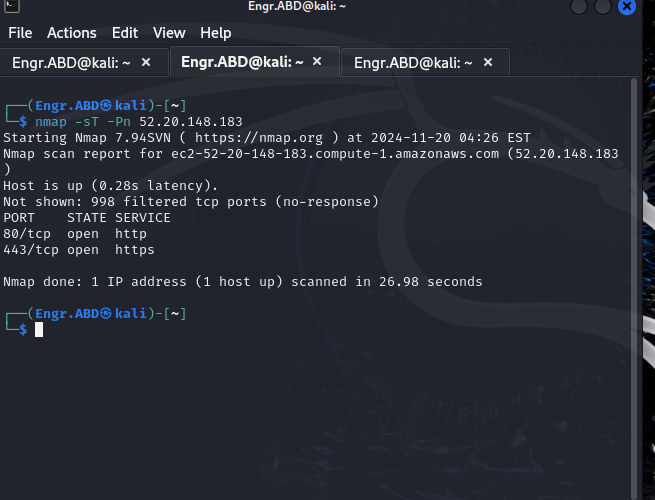 Engr.ABD@kali: ~
File Actions Edit View Help
Engr.ABD@kali: ~ × Engr.ABD@kali: ~ × Engr.ABD@kali: ~ ×
┌──(Engr.ABD㉿kali)-[~]
└─$ nmap -sT -Pn 52.20.148.183
Starting Nmap 7.94SVN ( https://nmap.org ) at 2024-11-20 04:26 EST
Nmap scan report for ec2-52-20-148-183.compute-1.amazonaws.com (52.20.148.183
)
Host is up (0.28s latency).
Not shown: 998 filtered tcp ports (no-response)
PORT    STATE SERVICE
80/tcp  open  http
443/tcp open  https
Nmap done: 1 IP address (1 host up) scanned in 26.98 seconds
┌──(Engr.ABD㉿kali)-[~]
└─$